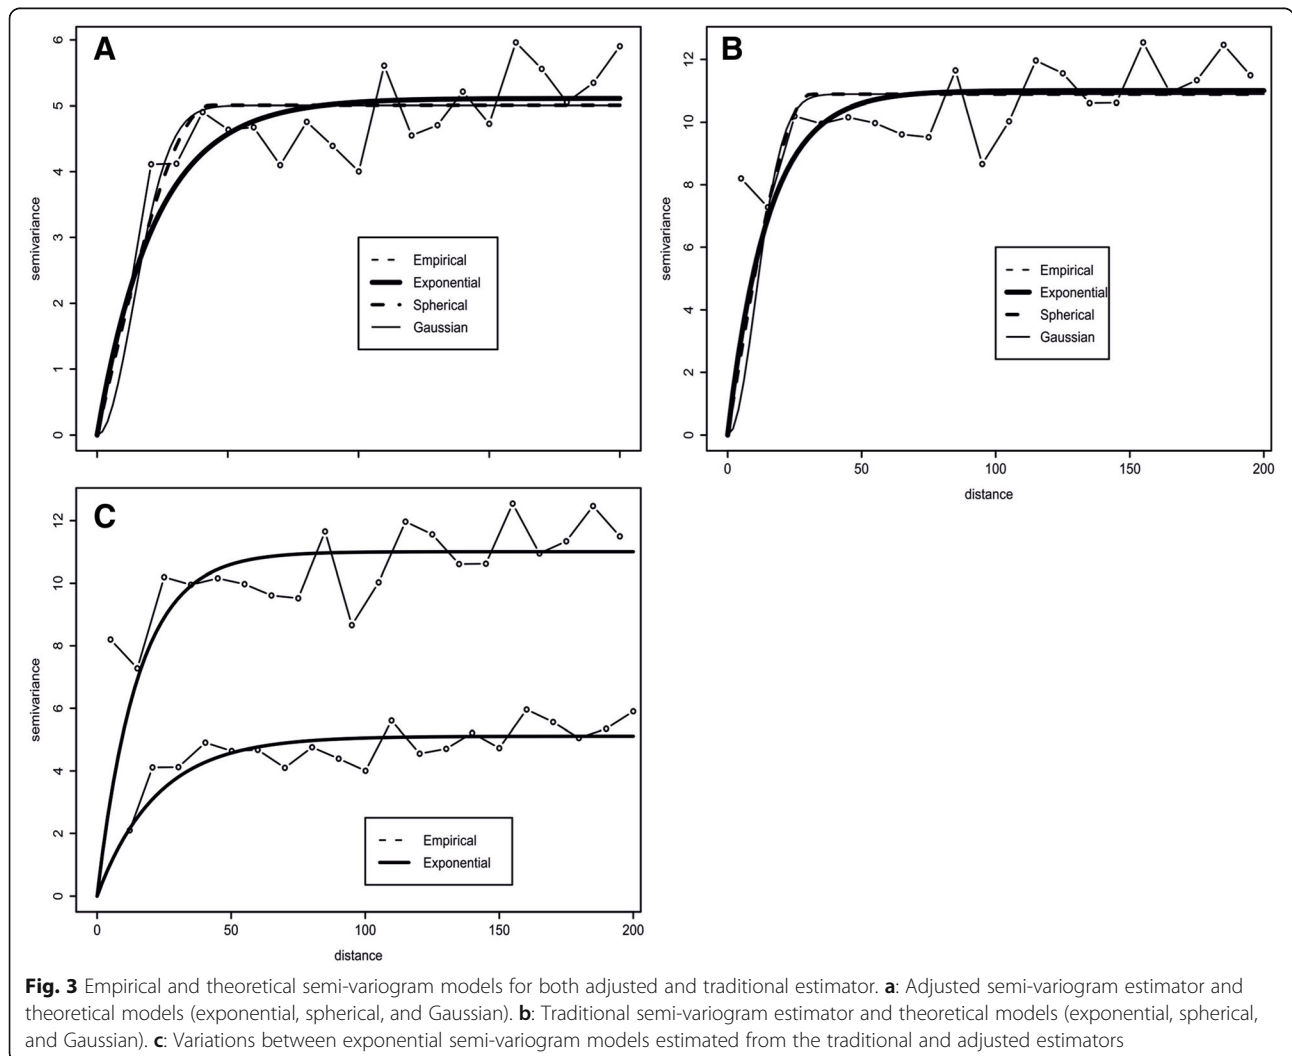 A
6
5
4
3
2
1
0
semivariance
Empirical
Exponential
Spherical
Gaussian
B
12
10
8
6
4
2
0
semivariance
Empirical
Exponential
Spherical
Gaussian
0 50 100 150 200
distance
C
12
10
8
6
4
2
0
semivariance
Empirical
Exponential
0 50 100 150 200
distance
Fig. 3 Empirical and theoretical semi-variogram models for both adjusted and traditional estimator. a: Adjusted semi-variogram estimator and
theoretical models (exponential, spherical, and Gaussian). b: Traditional semi-variogram estimator and theoretical models (exponential, spherical,
and Gaussian). c: Variations between exponential semi-variogram models estimated from the traditional and adjusted estimators